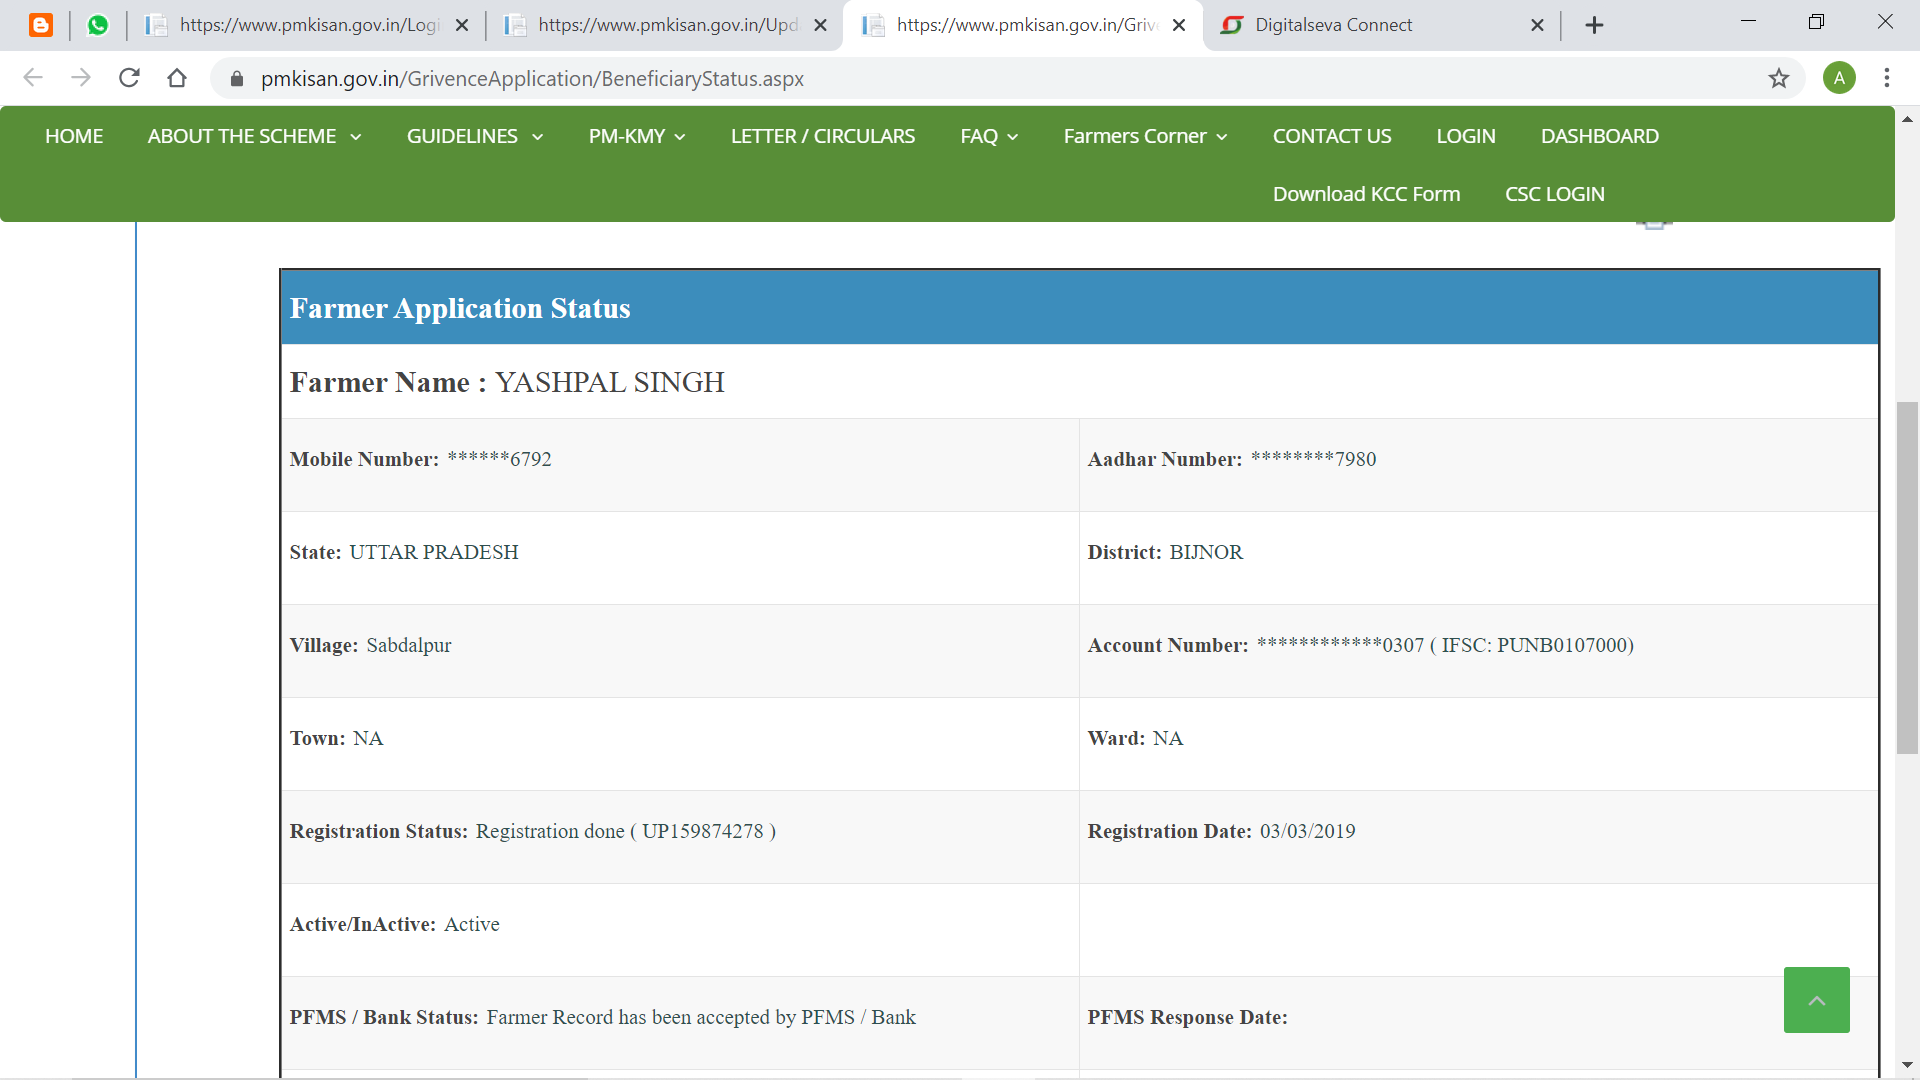 https://www.pmkisan.gov.in/Logi
https://www.pmkisan.gov.in/Upd
https://www.pmkisan.gov.in/Griv
Digitalseva Connect
pmkisan.gov.in/GrivenceApplication/BeneficiaryStatus.aspx
A
HOME ABOUT THE SCHEME GUIDELINES PM-KMY LETTER / CIRCULARS FAQ Farmers Corner CONTACT US LOGIN DASHBOARD
Download KCC Form CSC LOGIN
Farmer Application Status
Farmer Name : YASHPAL SINGH
Mobile Number: ******6792
Aadhar Number: ********7980
State: UTTAR PRADESH
District: BIJNOR
Village: Sabdalpur
Account Number: ************0307 ( IFSC: PUNB0107000)
Town: NA
Ward: NA
Registration Status: Registration done ( UP159874278 )
Registration Date: 03/03/2019
Active/InActive: Active
PFMS / Bank Status: Farmer Record has been accepted by PFMS / Bank
PFMS Response Date: